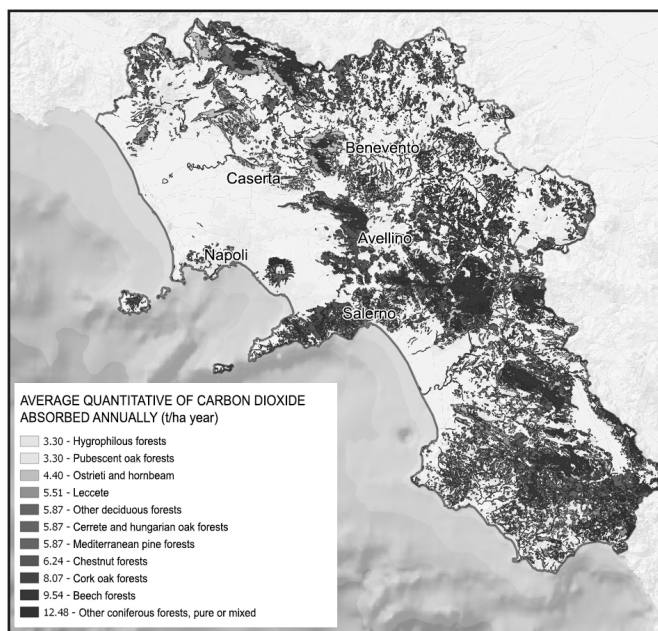 Benevento
Caserta
Avellino
Napoli
Salerno
AVERAGE QUANTITATIVE OF CARBON DIOXIDE
ABSORBED ANNUALLY (t/ha year)
3.30 - Hygrophilous forests
3.30 - Pubescent oak forests
4.40 - Ostrieti and hornbeam
5.51 - Leccete
5.87 - Other deciduous forests
5.87 - Cerrete and hungarian oak forests
5.87 - Mediterranean pine forests
6.24 - Chestnut forests
8.07 - Cork oak forests
9.54 - Beech forests
12.48 - Other coniferous forests, pure or mixed